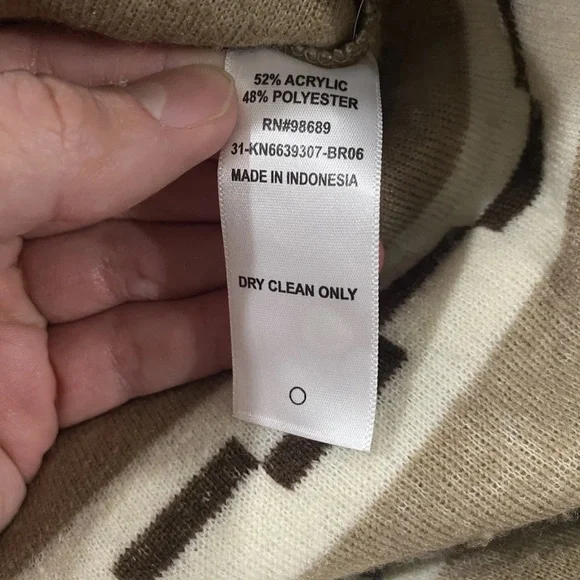 52% ACRYLIC
48% POLYESTER
RN#98689
31-KN6639307-BR06
MADE IN INDONESIA
DRY CLEAN ONLY